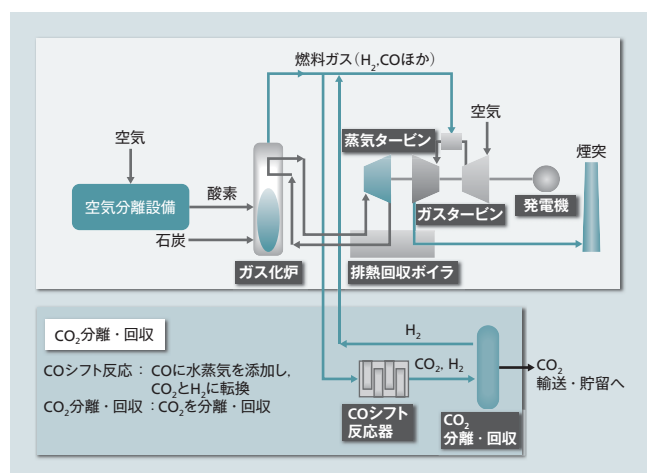 燃料ガス（H2,COほか）
空気
空気
蒸気タービン
煙突
酸素
空気分離設備
発電機
ガスタービン
石炭
ガス化炉
排熱回収ボイラ
CO2分離・回収
H2
COシフト反応： COに水蒸気を添加し,
CO2とH2に転換
CO2分離・回収：CO2を分離・回収
CO2, H2
CO2
輸送・貯留へ
COシフト
反応器
CO2
分離・回収